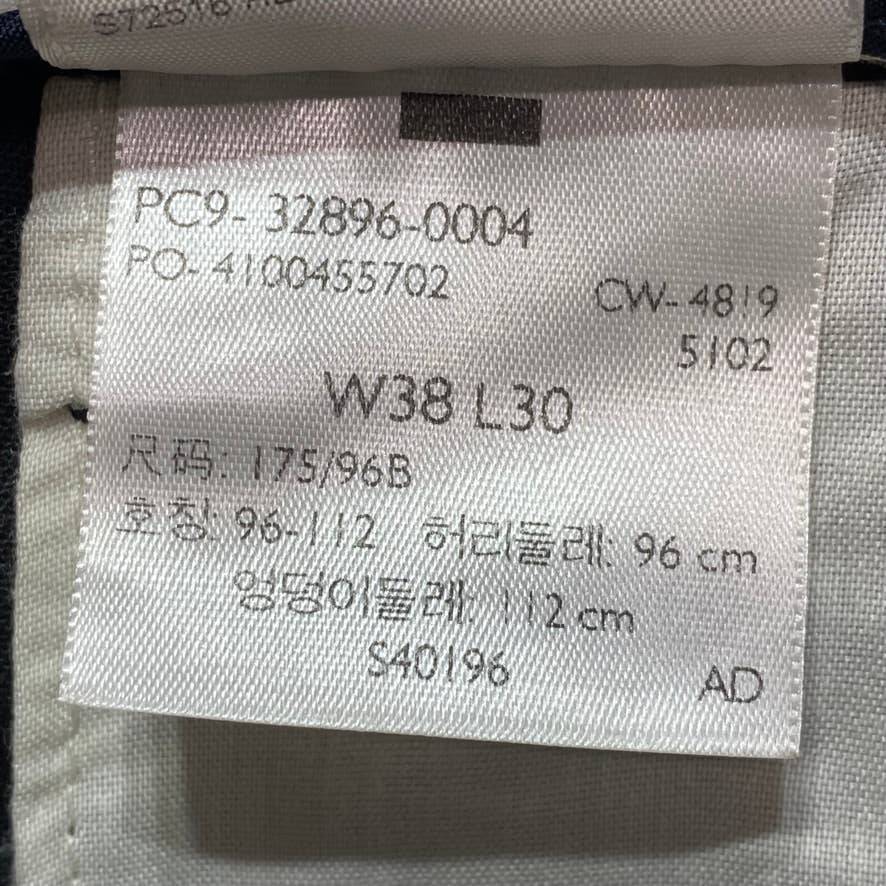 S72516
PC9- 32896-0004
PO- 4100455702
CW- 4819
5102
W38 L30
尺码: 175/96B
호칭: 96-112 허리둘레: 96 cm
엉덩이둘레: 112 cm
S40196
AD